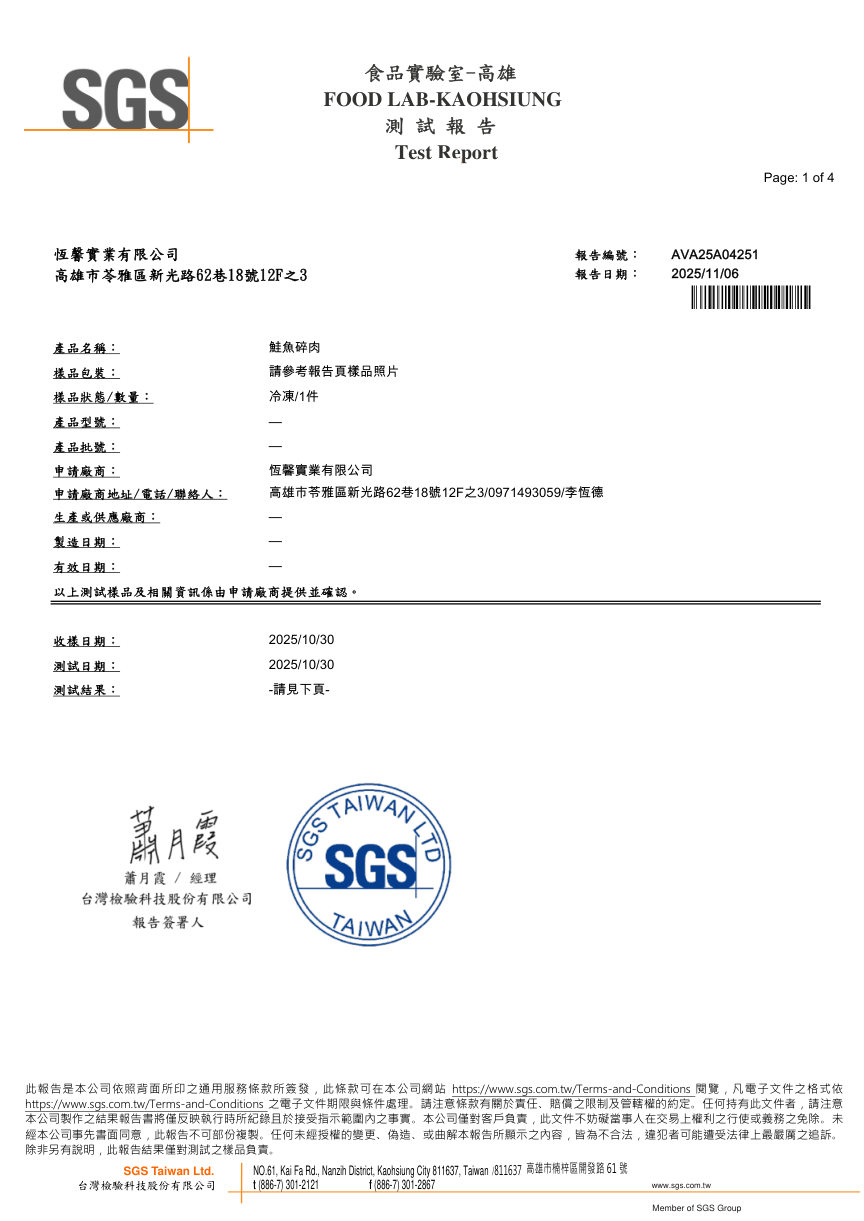 SGS
食品實驗室-高雄
FOOD LAB-KAOHSIUNG
測 試 報 告
Test Report
Page: 1 of 4
恆馨實業有限公司
高雄市苓雅區新光路62巷18號12F之3
報告編號： AVA25A04251
報告日期： 2025/11/06
產品名稱： 鮭魚碎肉
樣品包裝： 請參考報告頁樣品照片
樣品狀態/數量： 冷凍/1件
產品型號： —
產品批號： —
申請廠商： 恆馨實業有限公司
申請廠商地址/電話/聯絡人： 高雄市苓雅區新光路62巷18號12F之3/0971493059/李恆德
生產或供應廠商： —
製造日期： —
有效日期： —
以上測試樣品及相關資訊係由申請廠商提供並確認。
收樣日期： 2025/10/30
測試日期： 2025/10/30
測試結果： -請見下頁-
蕭月霞
蕭月霞 / 經理
台灣檢驗科技股份有限公司
報告簽署人
SGS TAIWAN LTD
SGS
TAIWAN
此報告是本公司依照背面所印之通用服務條款所簽發，此條款可在本公司網站 https://www.sgs.com.tw/Terms-and-Conditions 閱覽，凡電子文件之格式依
https://www.sgs.com.tw/Terms-and-Conditions 之電子文件期限與條件處理。請注意條款有關於責任、賠償之限制及管轄權的約定。任何持有此文件者，請注意
本公司製作之結果報告書將僅反映執行時所紀錄且於接受指示範圍內之事實。本公司僅對客戶負責，此文件不妨礙當事人在交易上權利之行使或義務之免除。未
經本公司事先書面同意，此報告不可部份複製。任何未經授權的變更、偽造、或曲解本報告所顯示之內容，皆為不合法，違犯者可能遭受法律上最嚴厲之追訴。
除非另有說明，此報告結果僅對測試之樣品負責。
SGS Taiwan Ltd.
台灣檢驗科技股份有限公司
NO.61, Kai Fa Rd., Nanzih District, Kaohsiung City 811637, Taiwan /811637 高雄市楠梓區開發路 61 號
t (886-7) 301-2121 f (886-7) 301-2867
www.sgs.com.tw
Member of SGS Group